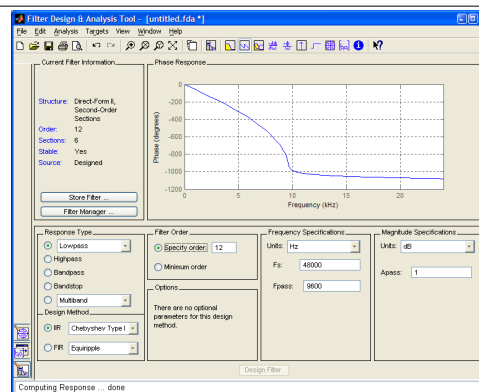 Filter Design & Analysis Tool - [untitled.fda *]
File Edit Analysis Targets View Window Help
Current Filter Information
Structure: Direct-Form II, Second-Order Sections
Order: 12
Sections: 6
Stable: Yes
Source: Designed
Store Filter ...
Filter Manager ...
Phase Response
Phase (degrees)
0
-200
-400
-600
-800
-1000
-1200
0 5 10 15 20
Frequency (kHz)
Response Type
Lowpass
Highpass
Bandpass
Bandstop
Multiband
Design Method
IIR Chebyshev Type I
FIR Equiripple
Filter Order
Specify order: 12
Minimum order
Options
There are no optional
parameters for this design
method.
Frequency Specifications
Units: Hz
Fs: 48000
Fpass: 9600
Magnitude Specifications
Units: dB
Apass: 1
Design Filter
Computing Response ... done